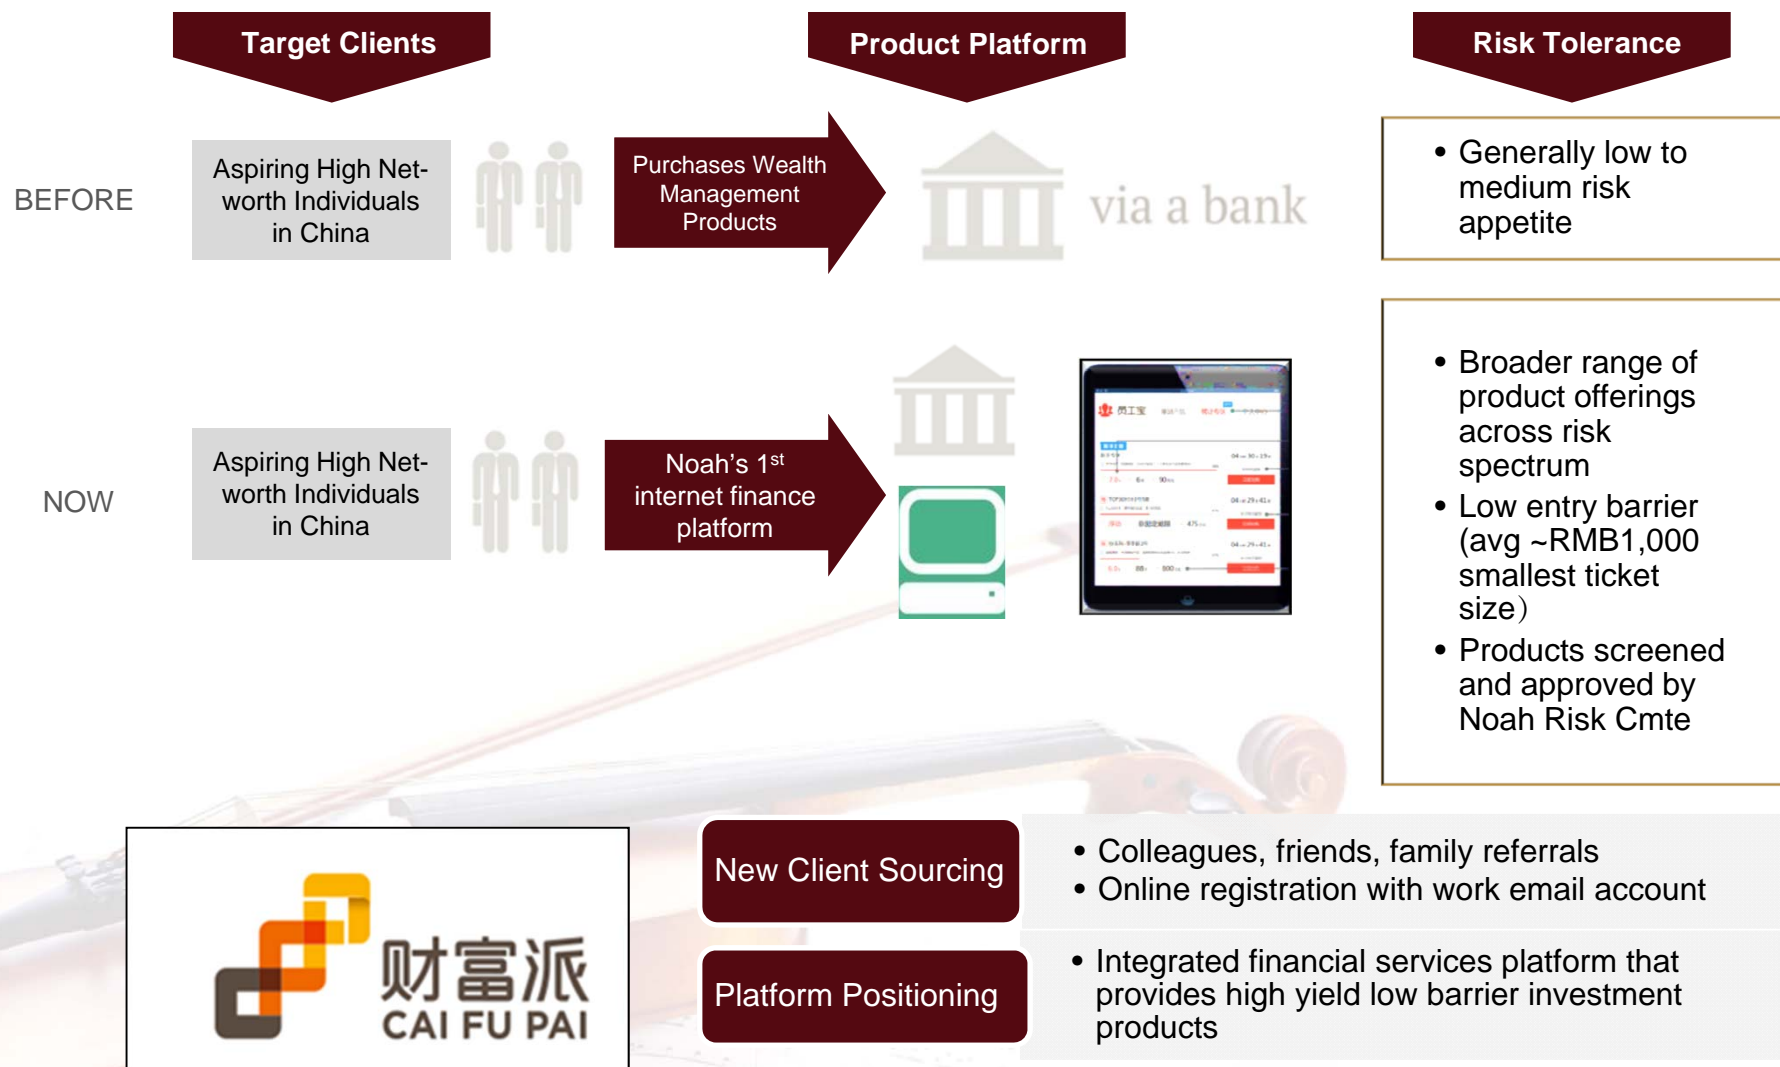 Target Clients
Product Platform
Risk Tolerance
BEFORE
Aspiring High Net-
worth Individuals
in China
Purchases Wealth
Management
Products
via a bank
• Generally low to
medium risk
appetite
NOW
Aspiring High Net-
worth Individuals
in China
Noah’s 1st
internet finance
platform
员工宝
• Broader range of
product offerings
across risk
spectrum
• Low entry barrier
(avg ~RMB1,000
smallest ticket
size）
• Products screened
and approved by
Noah Risk Cmte
财富派
CAI FU PAI
New Client Sourcing
• Colleagues, friends, family referrals
• Online registration with work email account
Platform Positioning
• Integrated financial services platform that
provides high yield low barrier investment
products